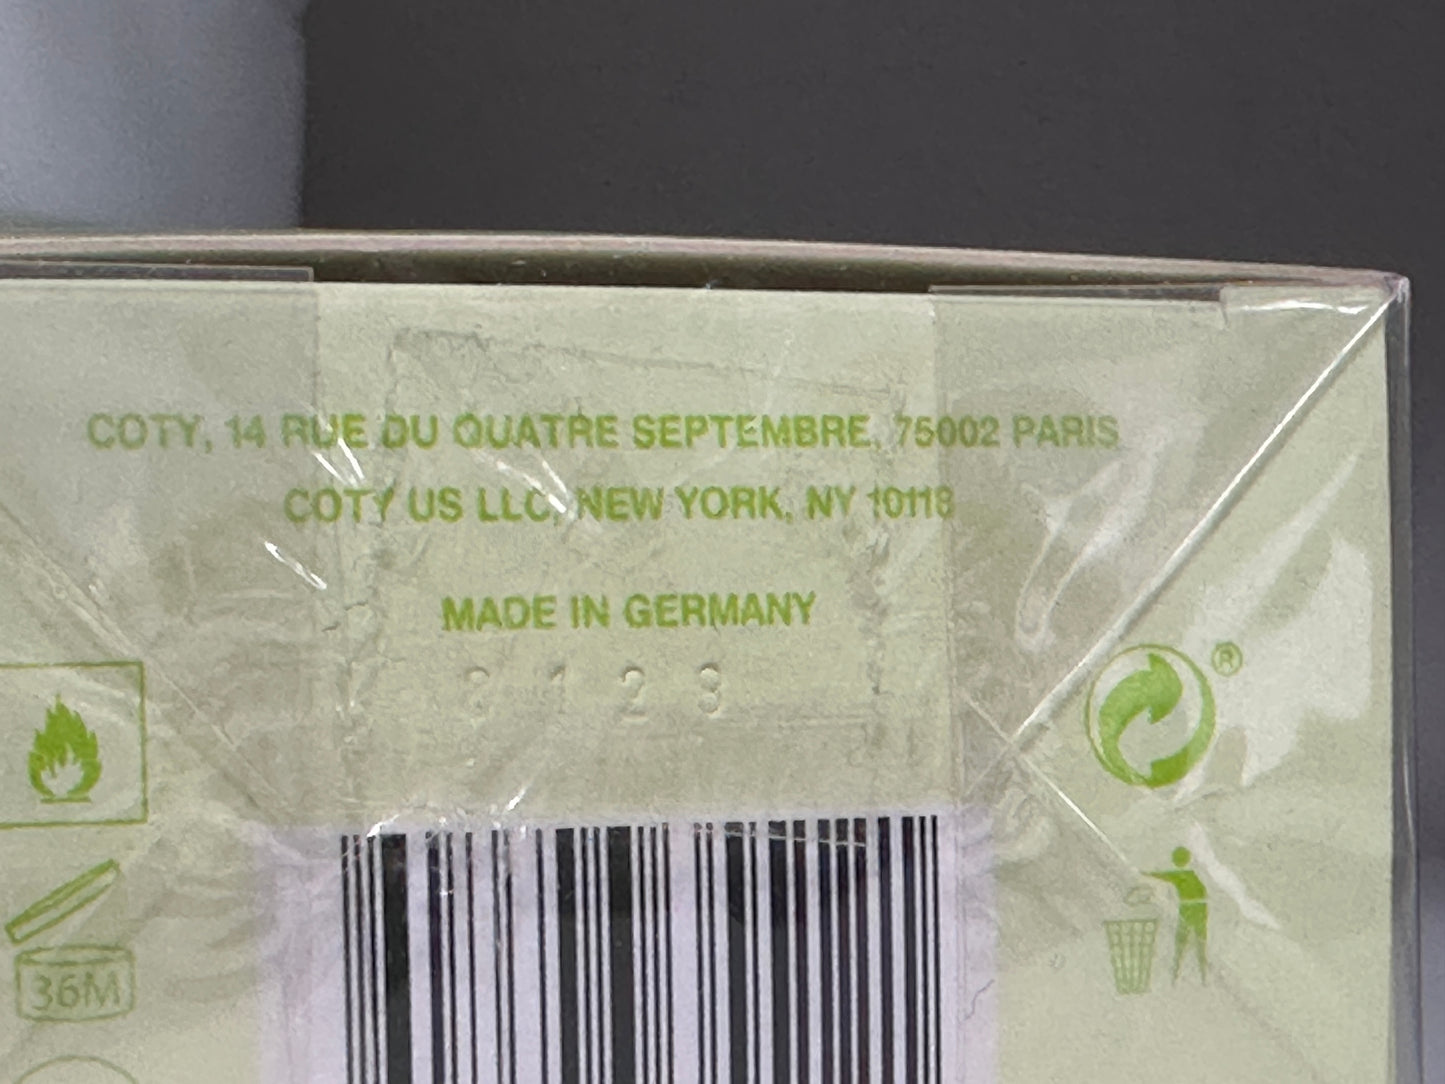 COTY, 14 RUE DU QUATRE SEPTEMBRE, 75002 PARIS
COTY US LLC, NEW YORK, NY 10118
MADE IN GERMANY
®
36M